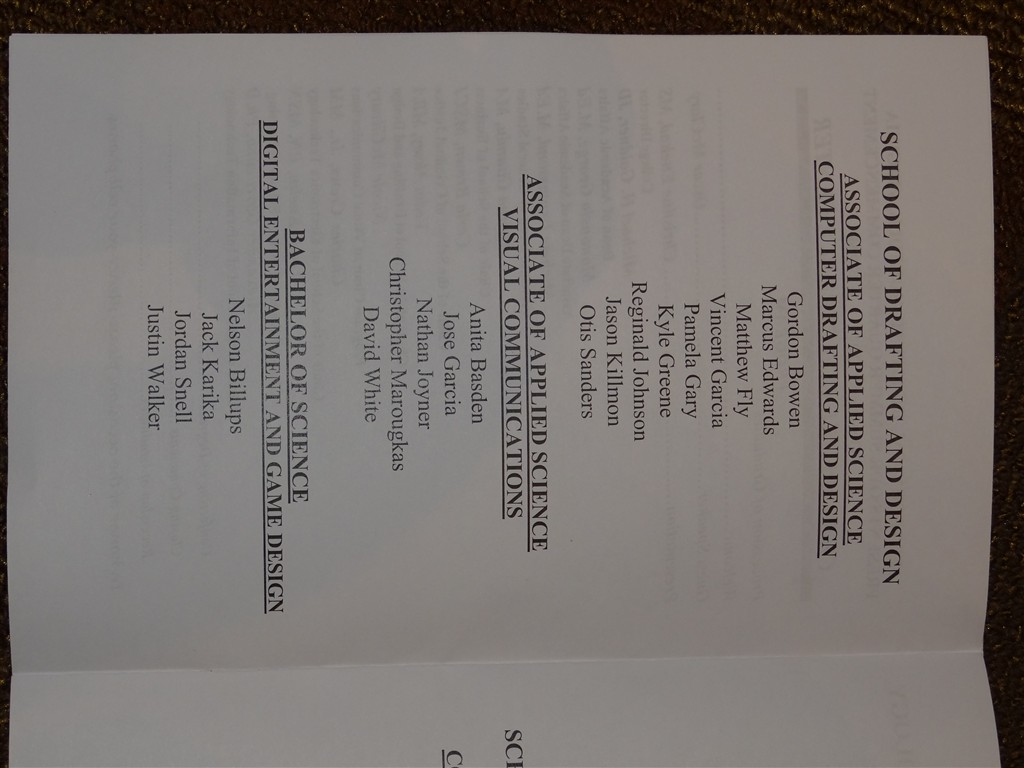 SCHOOL OF DRAFTING AND DESIGN
ASSOCIATE OF APPLIED SCIENCE
COMPUTER DRAFTING AND DESIGN
Gordon Bowen
Marcus Edwards
Matthew Fly
Vincent Garcia
Pamela Gary
Kyle Greene
Reginald Johnson
Jason Killmon
Otis Sanders
ASSOCIATE OF APPLIED SCIENCE
VISUAL COMMUNICATIONS
Anita Basden
Jose Garcia
Nathan Joyner
Christopher Marougkas
David White
BACHELOR OF SCIENCE
DIGITAL ENTERTAINMENT AND GAME DESIGN
Nelson Billups
Jack Karika
Jordan Snell
Justin Walker